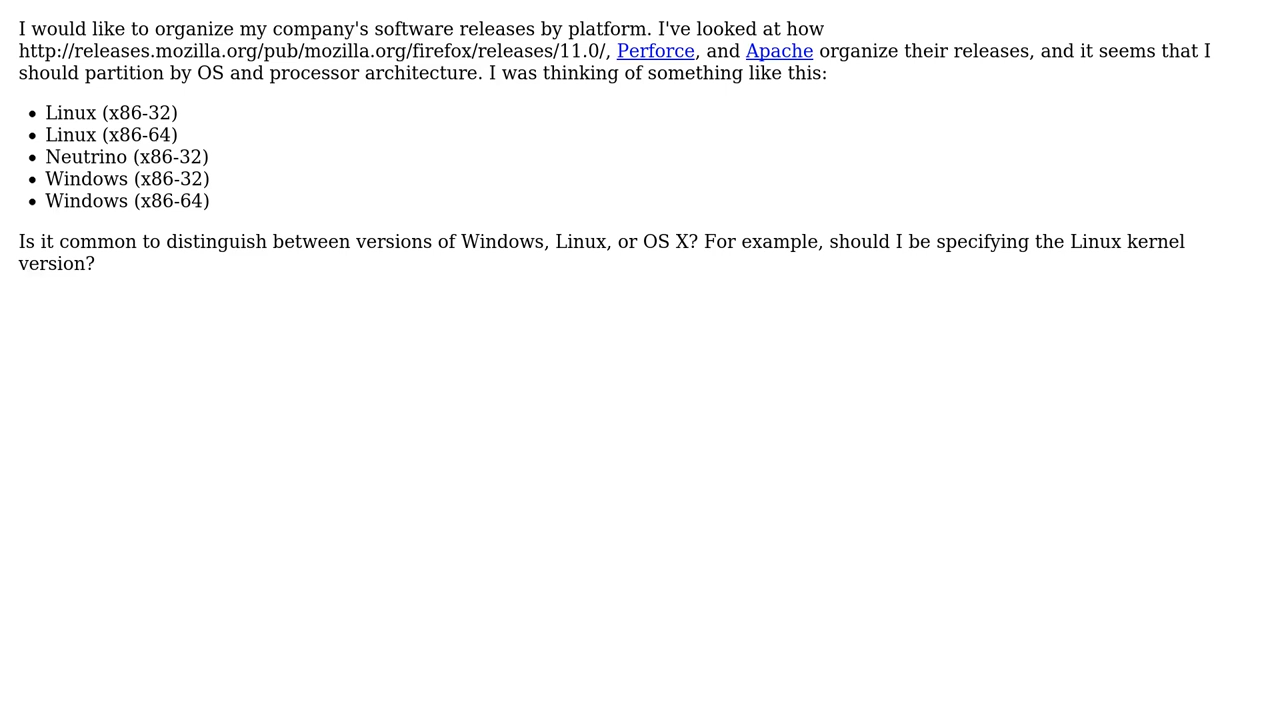 I would like to organize my company's software releases by platform. I've looked at how
http://releases.mozilla.org/pub/mozilla.org/firefox/releases/11.0/, Perforce, and Apache organize their releases, and it seems that I
should partition by OS and processor architecture. I was thinking of something like this:
• Linux (x86-32)
• Linux (x86-64)
• Neutrino (x86-32)
• Windows (x86-32)
• Windows (x86-64)
Is it common to distinguish between versions of Windows, Linux, or OS X? For example, should I be specifying the Linux kernel
version?